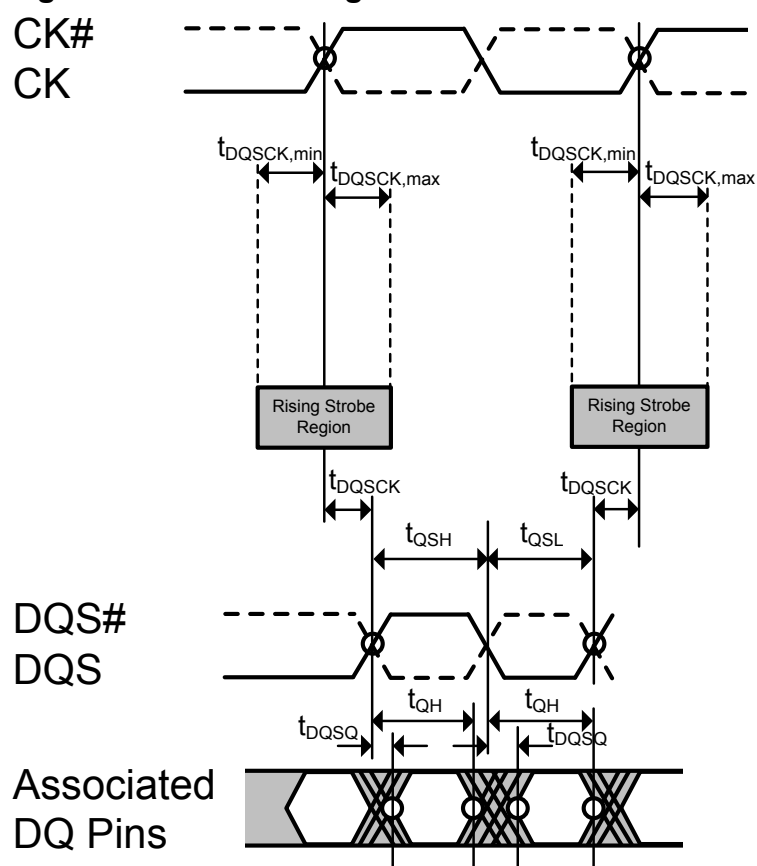 CK#
CK
tDQSCK,min
tDQSCK,max
tDQSCK,min
tDQSCK,max
Rising Strobe
Region
Rising Strobe
Region
tDQSCK
tDQSCK
tQSH
tQSL
DQS#
DQS
tQH
tQH
tDQSQ
tDQSQ
Associated
DQ Pins